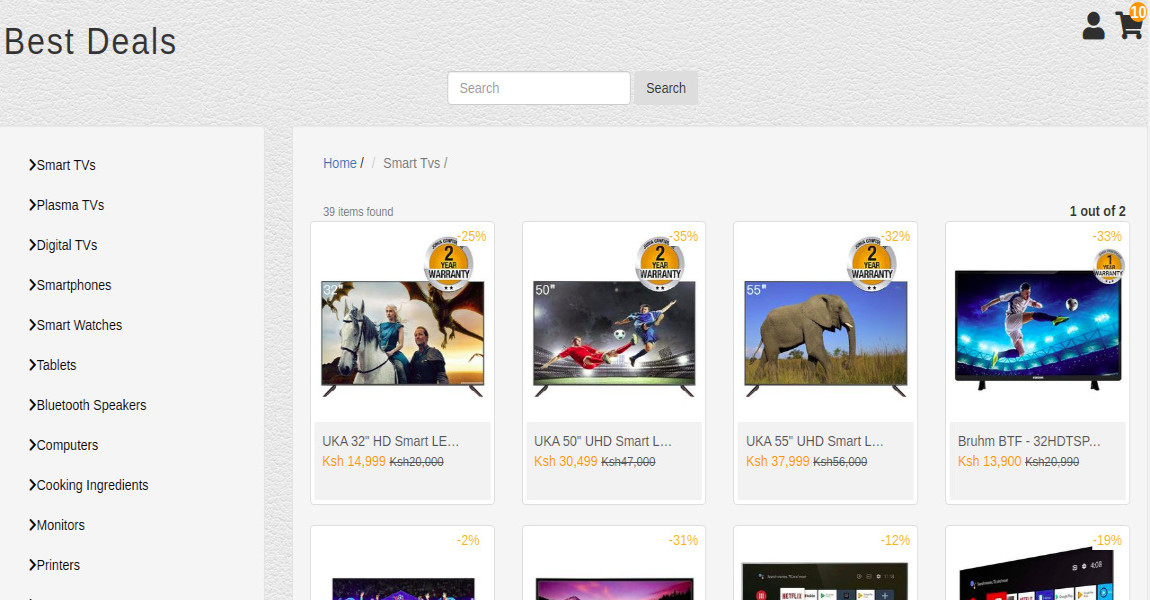 10
Best Deals
Search Search
Home / / Smart Tvs /
39 items found 1 out of 2
Smart TVs
Plasma TVs
Digital TVs
Smartphones
Smart Watches
Tablets
Bluetooth Speakers
Computers
Cooking Ingredients
Monitors
Printers
-25%
2
YEAR
WARRANTY
32"
UKA 32" HD Smart LE...
Ksh 14,999 Ksh20,000
-35%
2
YEAR
WARRANTY
50"
UKA 50" UHD Smart L...
Ksh 30,499 Ksh47,000
-32%
2
YEAR
WARRANTY
55"
UKA 55" UHD Smart L...
Ksh 37,999 Ksh56,000
-33%
1
YEAR
WARRANTY
Bruhm BTF - 32HDTSP...
Ksh 13,900 Ksh20,990
-2%
-31%
-12%
NETFLIX
-19%
4:08